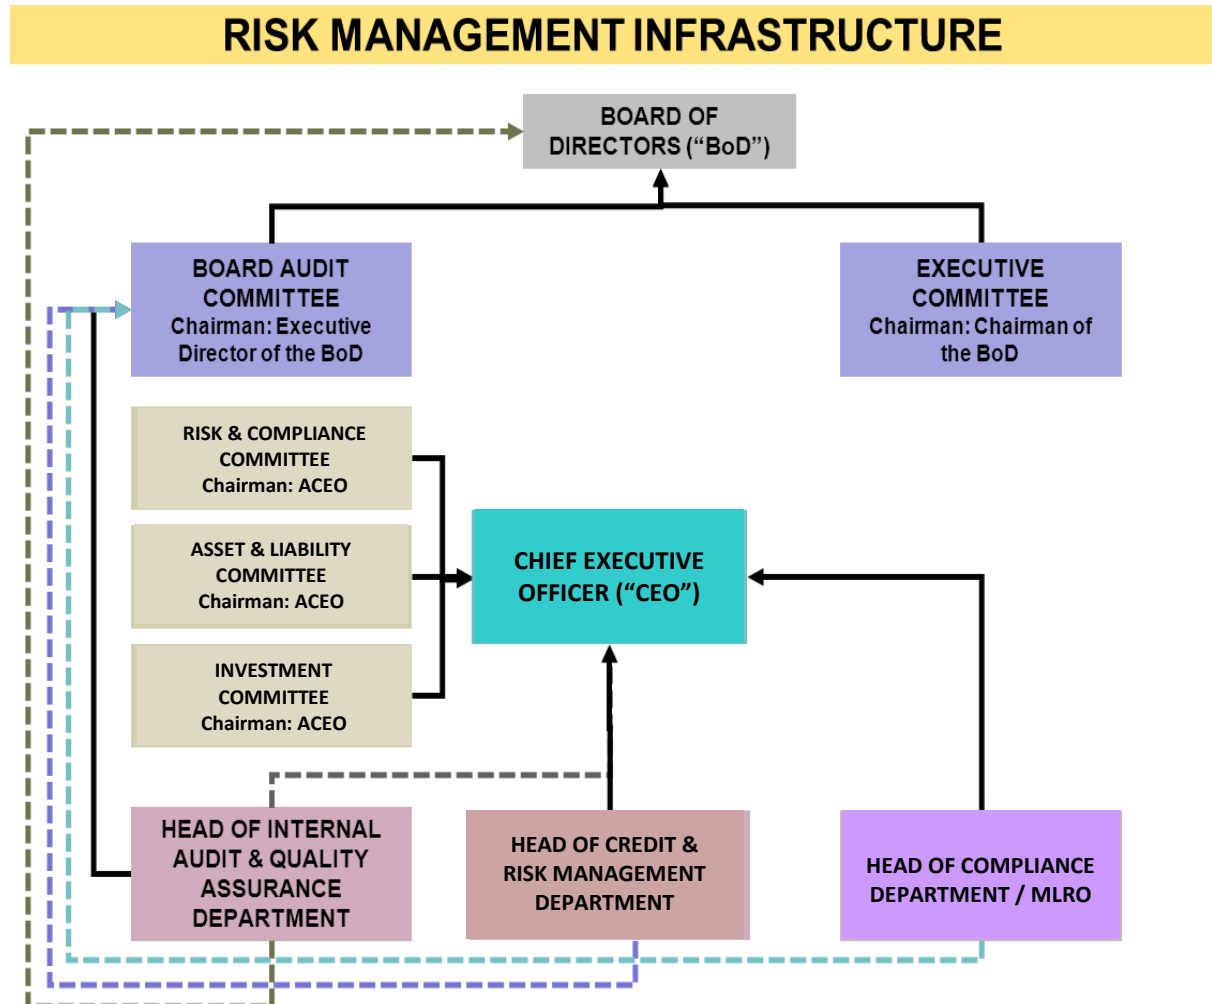 RISK MANAGEMENT INFRASTRUCTURE
BOARD OF
DIRECTORS (“BoD”)
BOARD AUDIT
COMMITTEE
Chairman: Executive
Director of the BoD
EXECUTIVE
COMMITTEE
Chairman: Chairman of
the BoD
RISK & COMPLIANCE
COMMITTEE
Chairman: ACEO
ASSET & LIABILITY
COMMITTEE
Chairman: ACEO
INVESTMENT
COMMITTEE
Chairman: ACEO
CHIEF EXECUTIVE
OFFICER (“CEO”)
HEAD OF INTERNAL
AUDIT & QUALITY
ASSURANCE
DEPARTMENT
HEAD OF CREDIT &
RISK MANAGEMENT
DEPARTMENT
HEAD OF COMPLIANCE
DEPARTMENT / MLRO